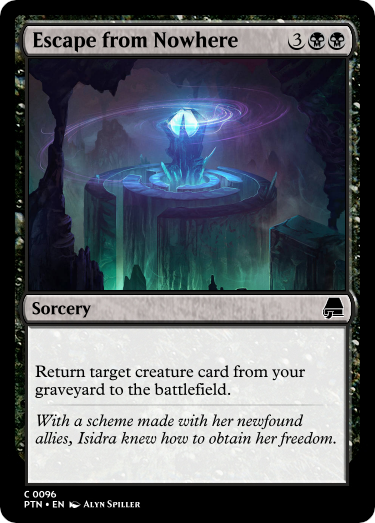 Escape from Nowhere 3
Sorcery
Return target creature card from your
graveyard to the battlefield.
With a scheme made with her newfound
allies, Isidra knew how to obtain her freedom.
C 0096
PTN • EN Alyn Spiller